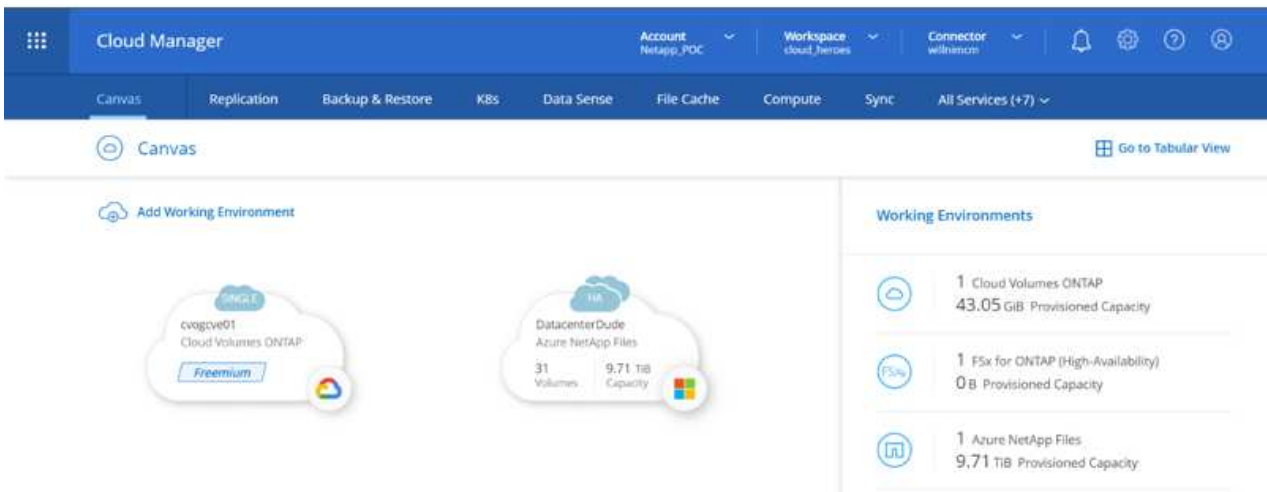 Cloud Manager
Account
Netapp_POC
Workspace
cloud_heroes
Connector
willnimcm
Canvas Replication Backup & Restore K8s Data Sense File Cache Compute Sync All Services (+7)
Canvas
Go to Tabular View
Add Working Environment
SINGLE
cvogcve01
Cloud Volumes ONTAP
Freemium
HA
DatacenterDude
Azure NetApp Files
31 9.71 TiB
Volumes Capacity
Working Environments
1 Cloud Volumes ONTAP
43.05 GiB Provisioned Capacity
FSx
1 FSx for ONTAP (High-Availability)
0 B Provisioned Capacity
1 Azure NetApp Files
9.71 TiB Provisioned Capacity